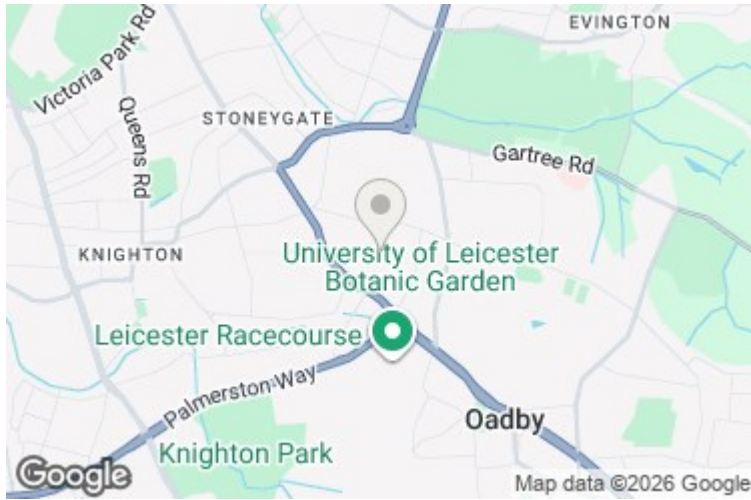 EVINGTON
Victoria Park Rd
Queens Rd
STONEYGATE
Gartree Rd
KNIGHTON
University of Leicester
Botanic Garden
Leicester Racecourse
Palmerston Way
Oadby
Knighton Park
Google
Map data ©2026 Google